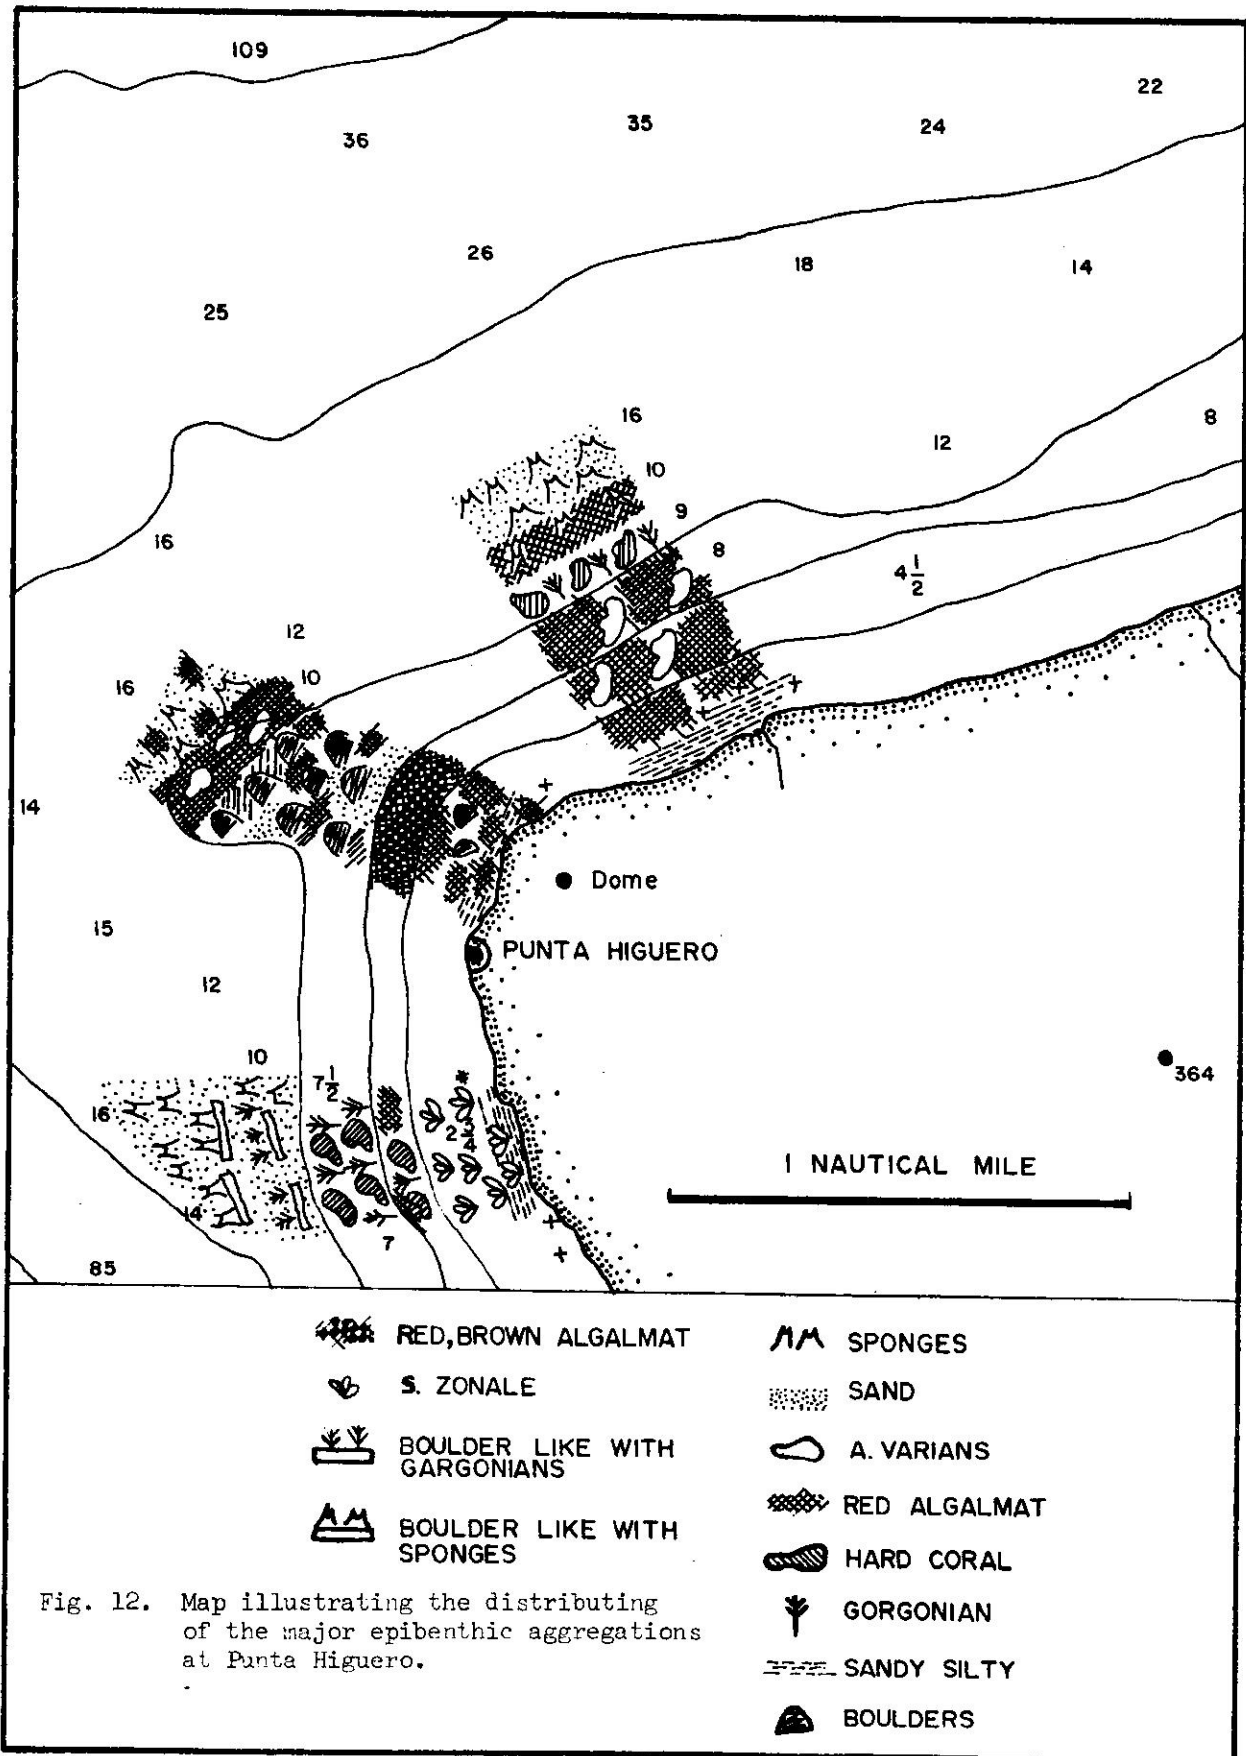 109
22
36
35
24
26
18
14
25
16
12
8
10
16
9
8
4 1/2
12
10
16
14
Dome
15
PUNTA HIGUERO
12
10
7 1/2
364
16
2 3/4
1 NAUTICAL MILE
14
7
85
RED, BROWN ALGALMAT
S. ZONALE
BOULDER LIKE WITH
GARGONIANS
BOULDER LIKE WITH
SPONGES
SPONGES
SAND
A. VARIANS
RED ALGALMAT
HARD CORAL
GORGONIAN
SANDY SILTY
BOULDERS
Fig. 12. Map illustrating the distributing
of the major epibenthic aggregations
at Punta Higuero.